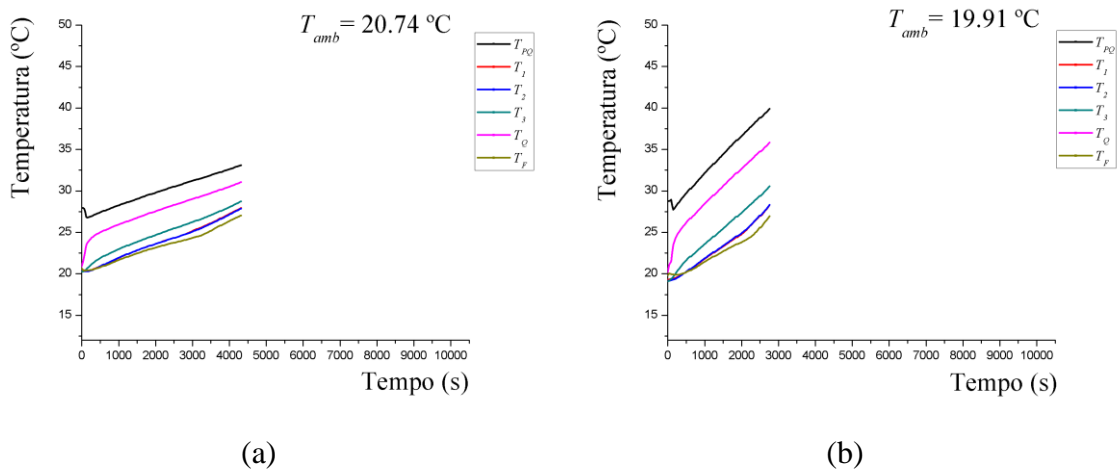 T_amb = 20.74 ºC
Temperatura (ºC)
50
45
40
35
30
25
20
15
0 1000 2000 3000 4000 5000 6000 7000 8000 9000 10000
Tempo (s)
T_PQ
T_1
T_2
T_3
T_Q
T_F
(a)
T_amb = 19.91 ºC
Temperatura (ºC)
50
45
40
35
30
25
20
15
0 1000 2000 3000 4000 5000 6000 7000 8000 9000 10000
Tempo (s)
T_PQ
T_1
T_2
T_3
T_Q
T_F
(b)